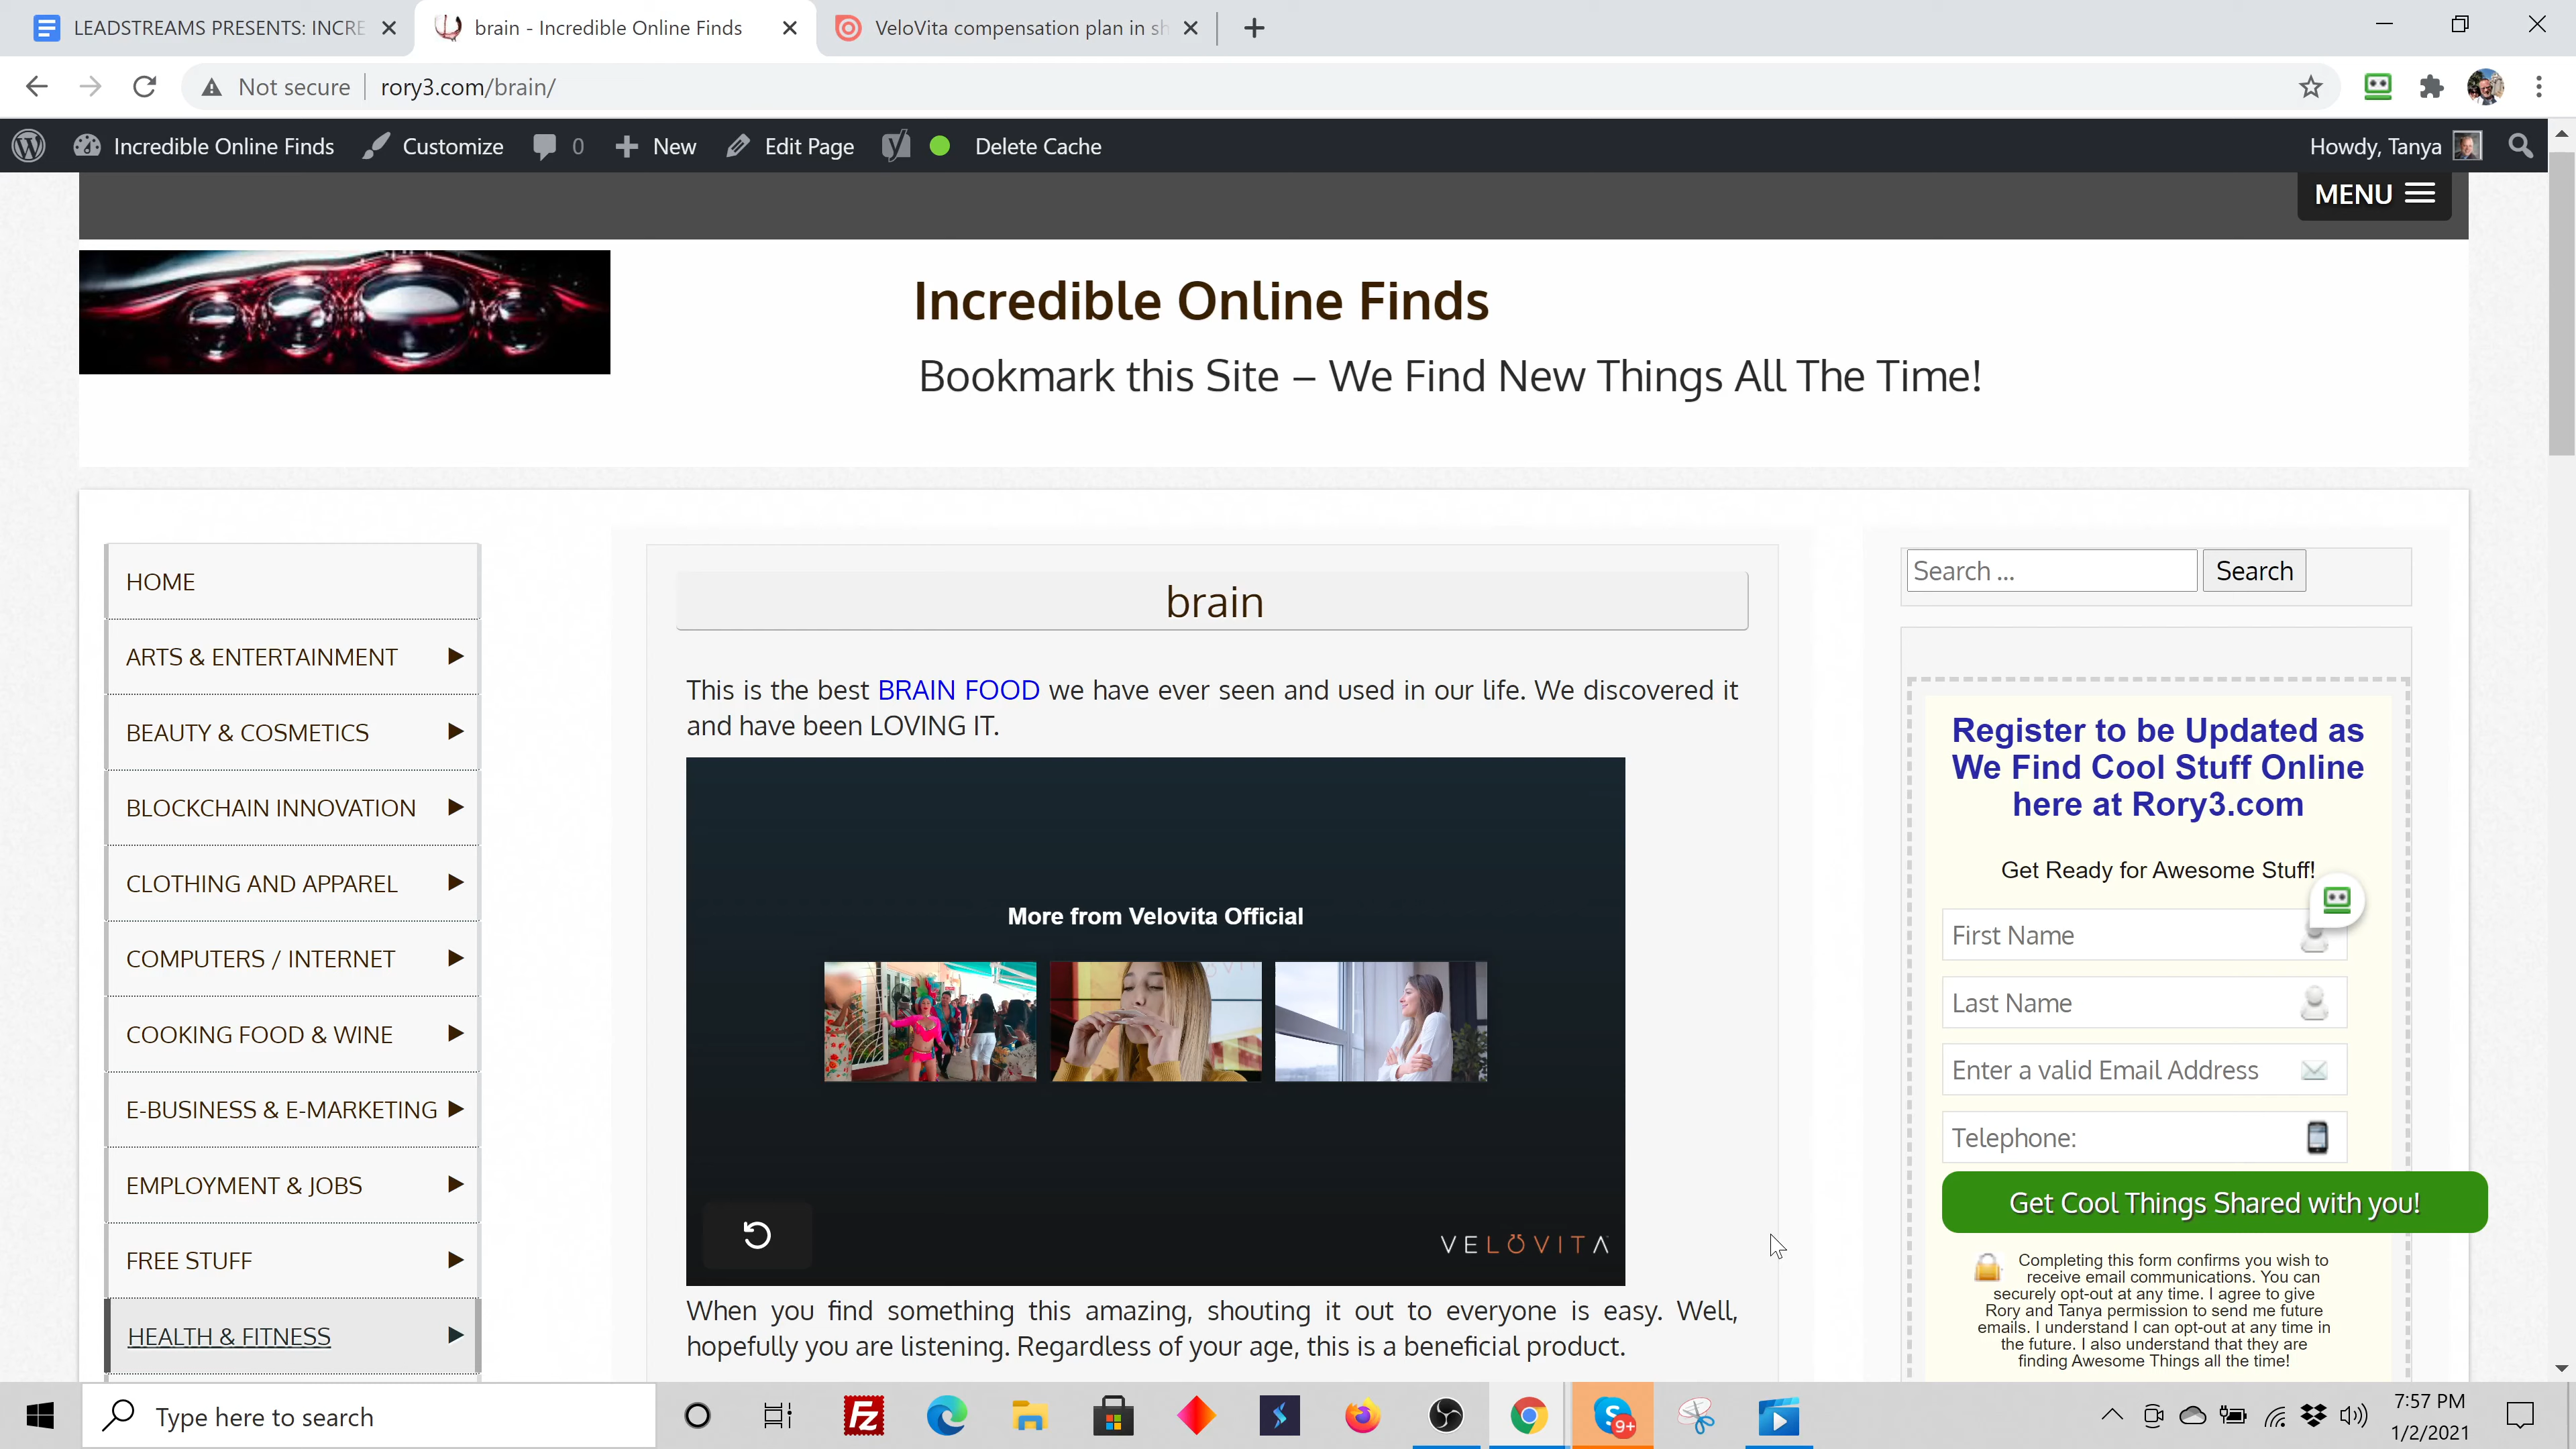 LEADSTREAMS PRESENTS: INCRE
brain - Incredible Online Finds
VeloVita compensation plan in sh
Not secure
rory3.com/brain/
Incredible Online Finds
Customize
0
New
Edit Page
Delete Cache
Howdy, Tanya
MENU
Incredible Online Finds
Bookmark this Site – We Find New Things All The Time!
HOME
ARTS & ENTERTAINMENT
BEAUTY & COSMETICS
BLOCKCHAIN INNOVATION
CLOTHING AND APPAREL
COMPUTERS / INTERNET
COOKING FOOD & WINE
E-BUSINESS & E-MARKETING
EMPLOYMENT & JOBS
FREE STUFF
HEALTH & FITNESS
brain
This is the best BRAIN FOOD we have ever seen and used in our life. We discovered it
and have been LOVING IT.
More from Velovita Official
VELOVITA
When you find something this amazing, shouting it out to everyone is easy. Well,
hopefully you are listening. Regardless of your age, this is a beneficial product.
Search ...
Search
Register to be Updated as
We Find Cool Stuff Online
here at Rory3.com
Get Ready for Awesome Stuff!
First Name
Last Name
Enter a valid Email Address
Telephone:
Get Cool Things Shared with you!
Completing this form confirms you wish to
receive email communications. You can
securely opt-out at any time. I agree to give
Rory and Tanya permission to send me future
emails. I understand I can opt-out at any time in
the future. I also understand that they are
finding Awesome Things all the time!
Type here to search
Fz
S
9+
7:57 PM
1/2/2021